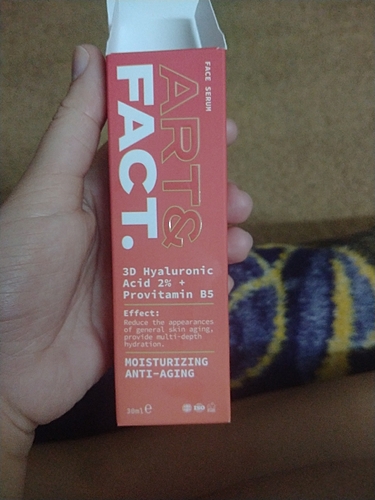 FACE SERUM
ART&
FACT.
3D Hyaluronic
Acid 2% +
Provitamin B5
Effect:
Reduce the appearances
of general skin aging,
provide multi-depth
hydration.
MOISTURIZING
ANTI-AGING
30ml e